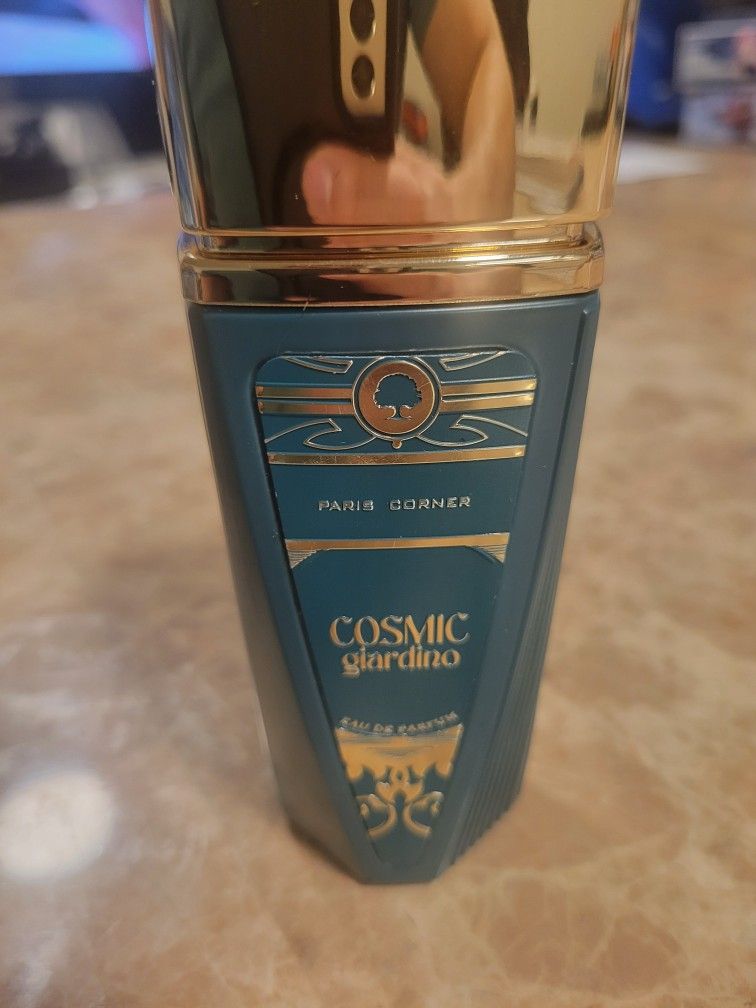 PARIS CORNER
COSMIC
giardino
EAU DE PARFUM